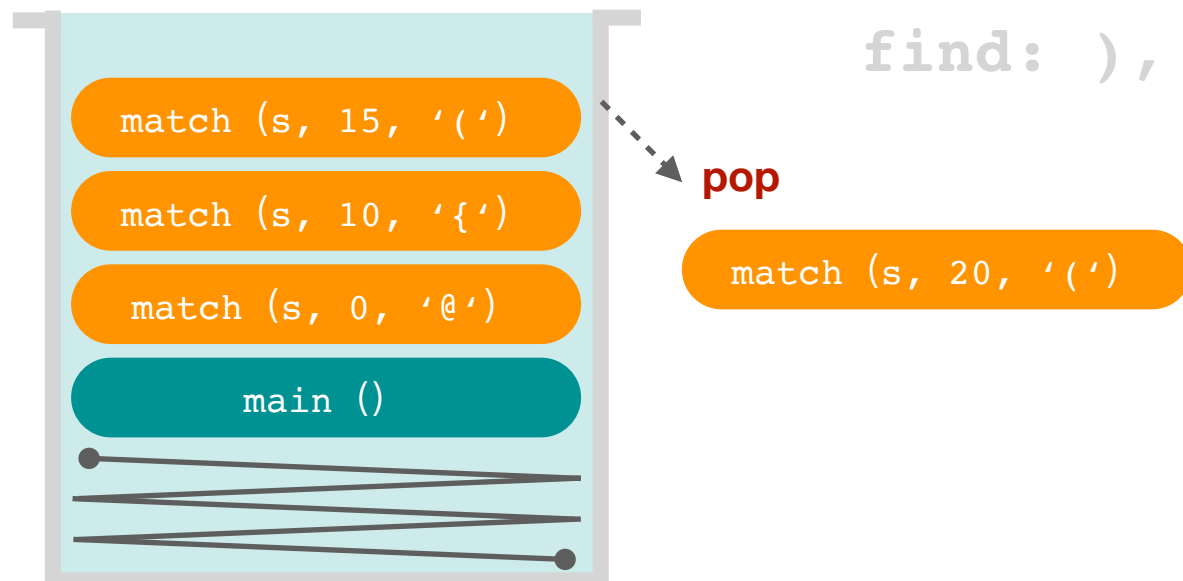 find: ),
match (s, 15, ‘(‘)
pop
match (s, 10, ‘{‘)
match (s, 20, ‘(‘)
match (s, 0, ‘@‘)
main ()